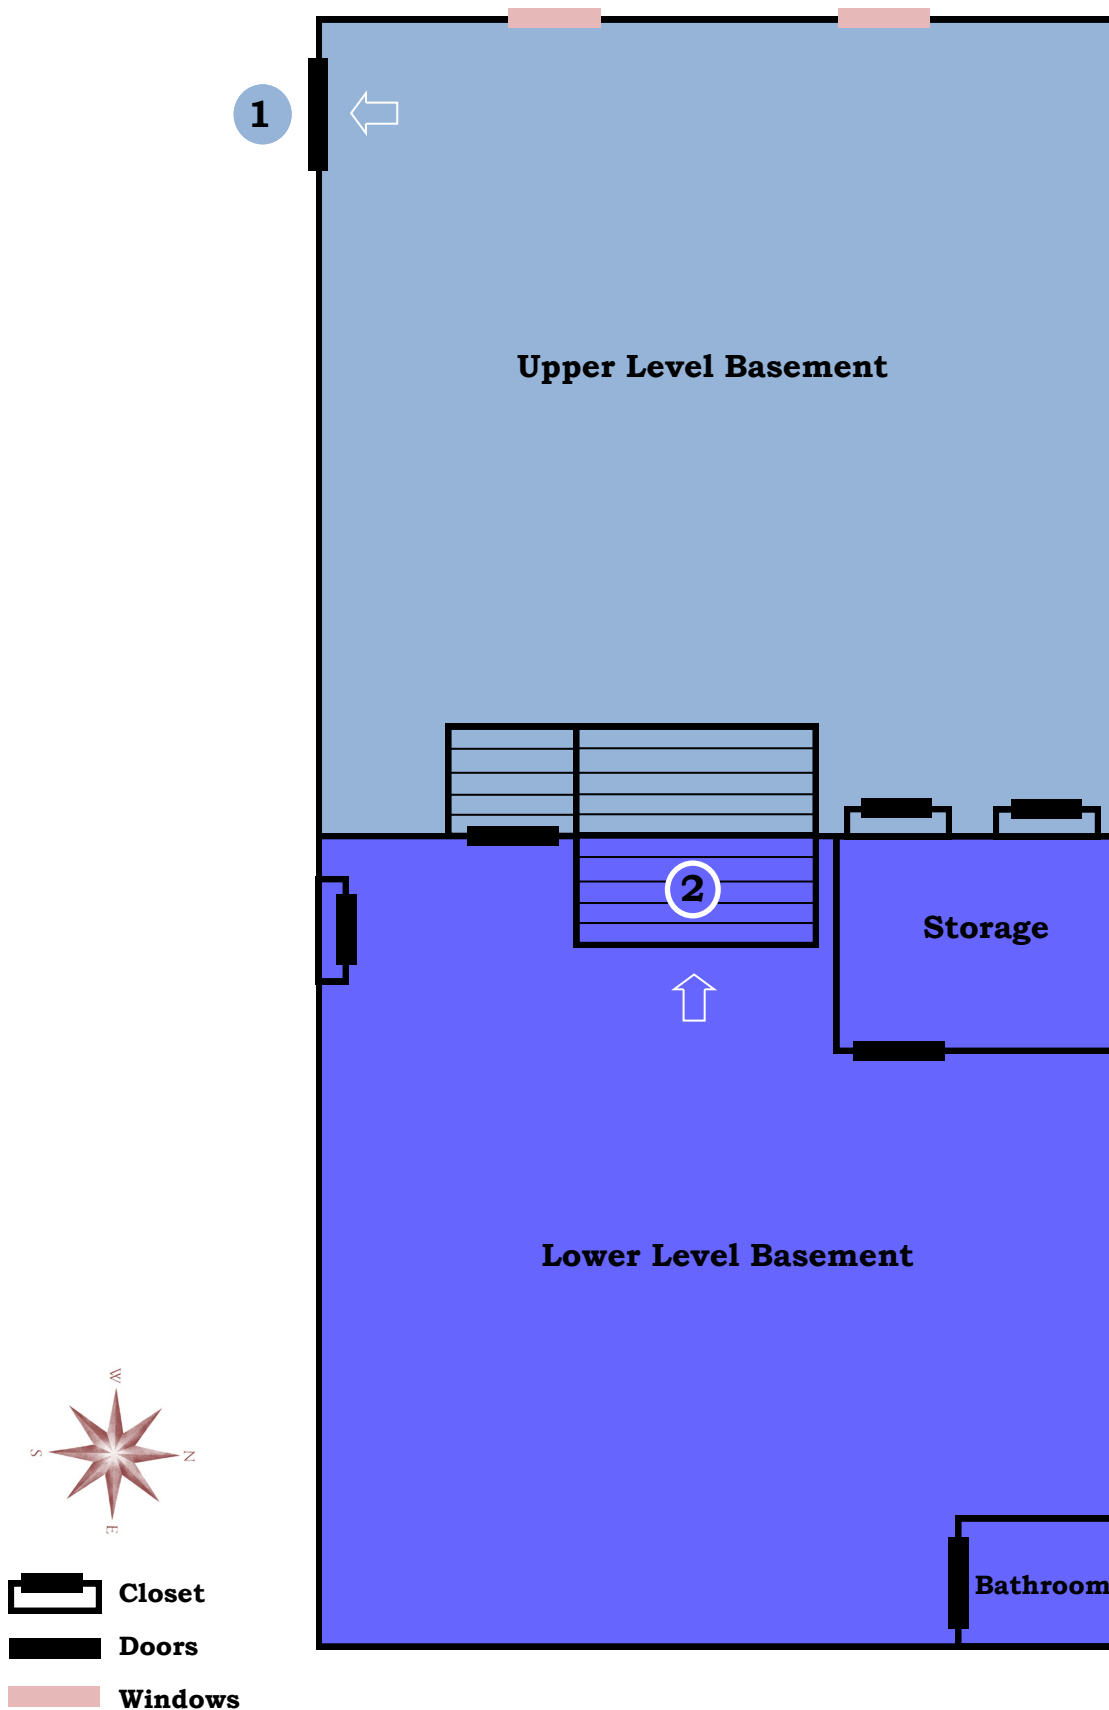 1
Upper Level Basement
2
Storage
Lower Level Basement
W
S
N
E
Closet
Bathroom
Doors
Windows